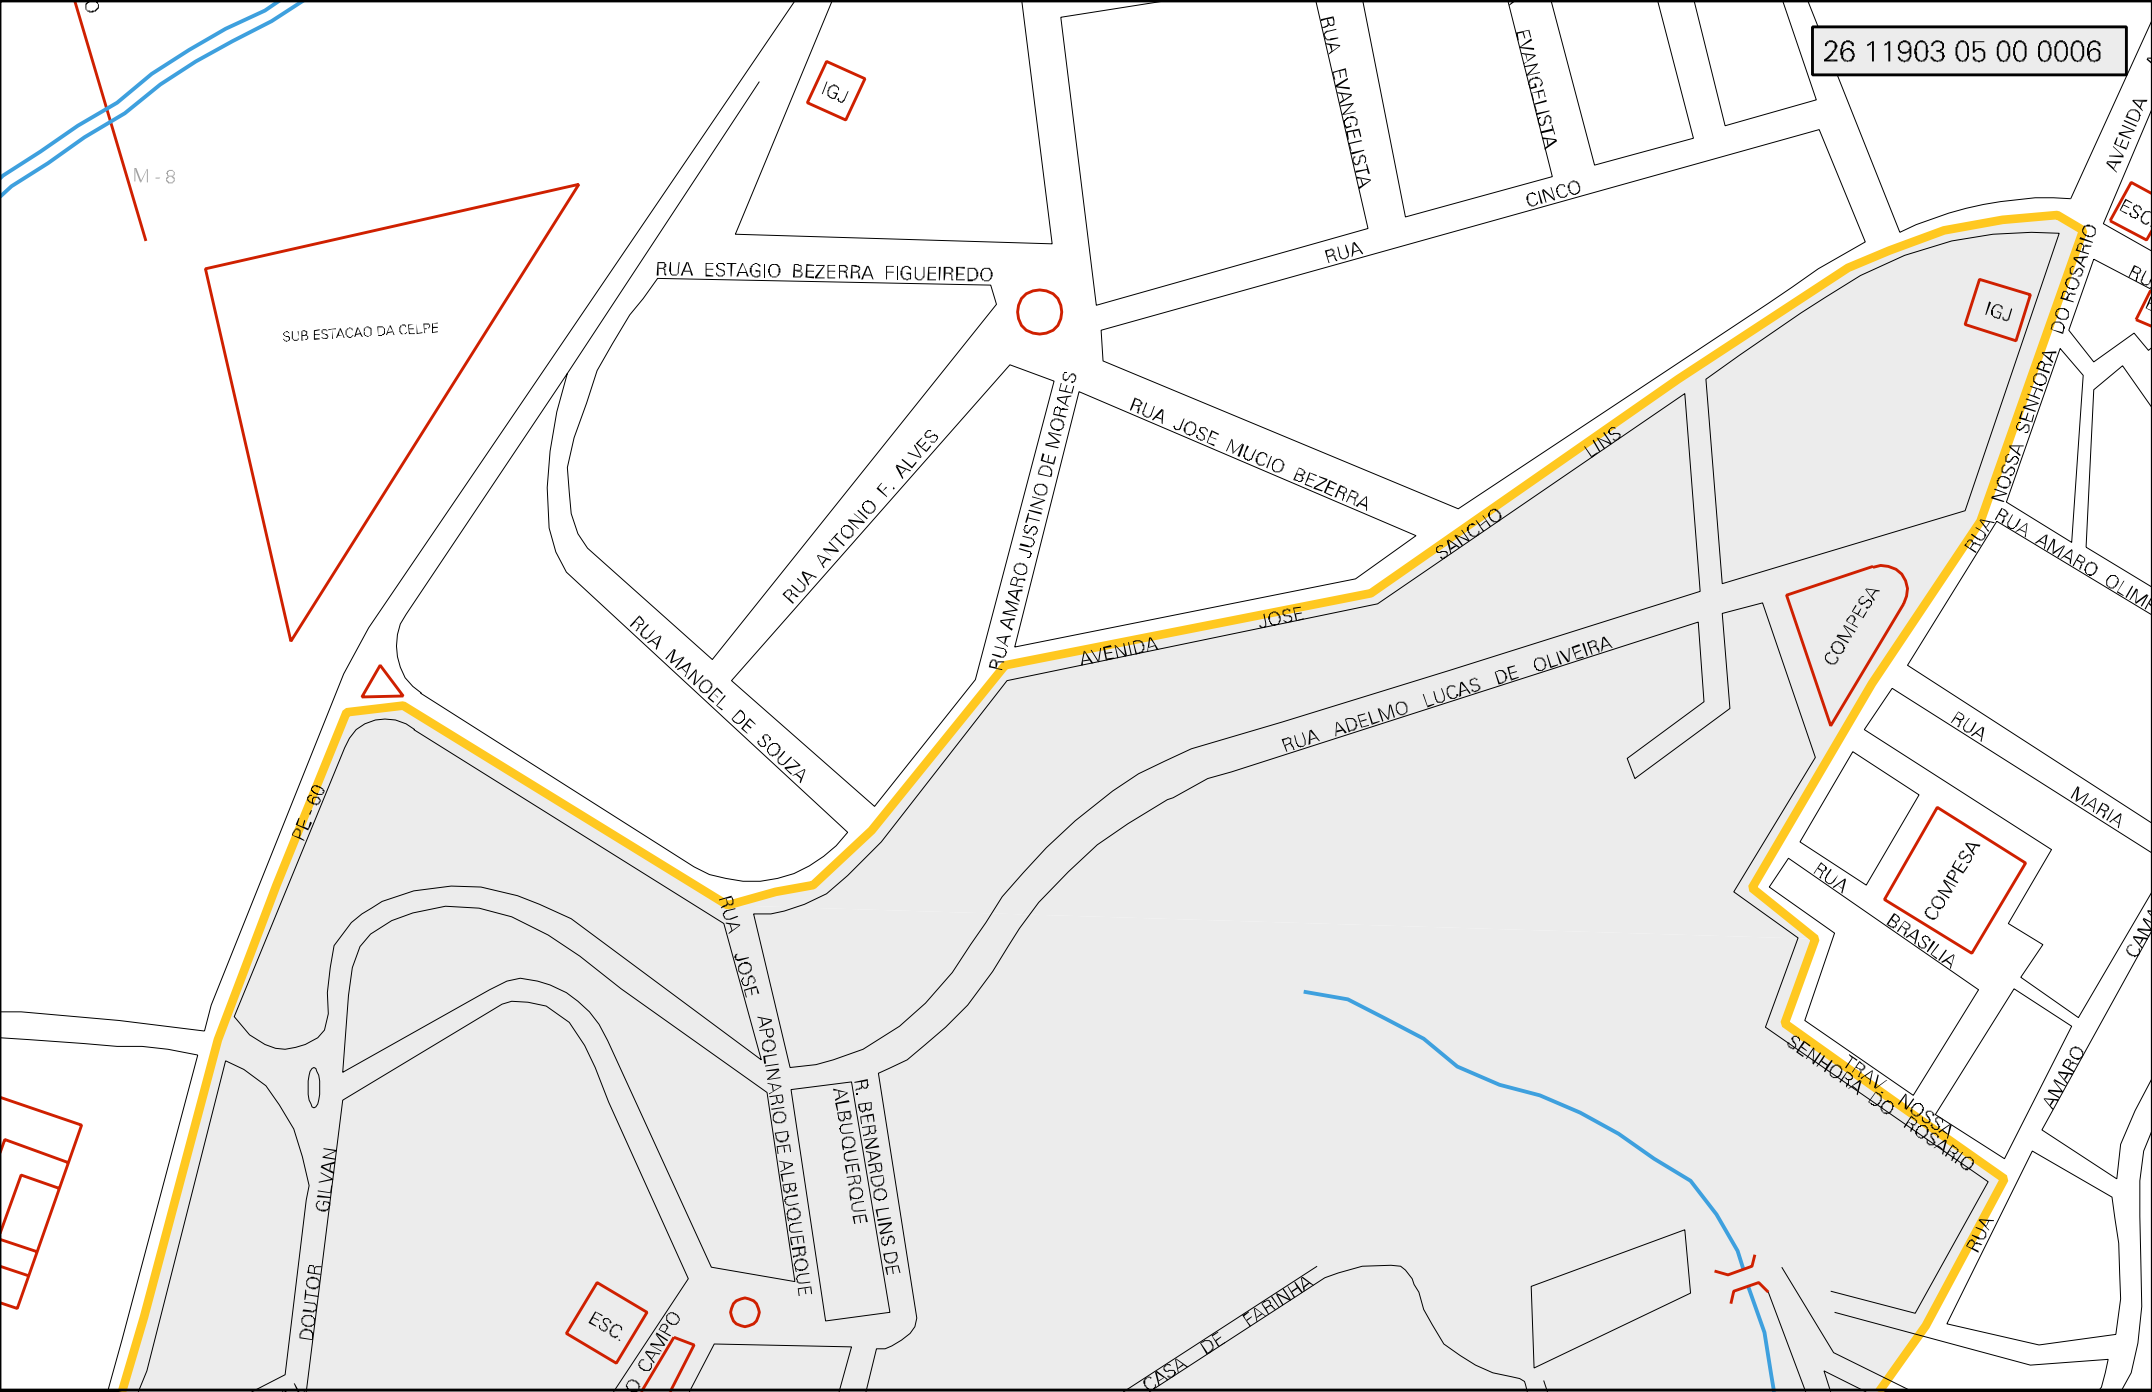 26 11903 05 00 0006
RUA EVANGELISTA
EVANGELISTA
AVENIDA
IGJ
M - 8
ESC.
CINCO
RUA
RUA ESTAGIO BEZERRA FIGUEIREDO
SUB ESTACAO DA CELPE
IGJ
RUA NOSSA SENHORA DO ROSARIO
RUA JOSE MUCIO BEZERRA
RUA ANTONIO F. ALVES
RUA AMARO JUSTINO DE MORAES
AVENIDA JOSE SANCHO LINS
RUA AMARO OLIM
COMPESA
RUA MANOEL DE SOUZA
RUA ADELMO LUCAS DE OLIVEIRA
RUA MARIA
PE - 60
COMPESA
RUA BRASILIA
RUA JOSE APOLINARIO DE ALBUQUERQUE
R. BERNARDO LINS DE
ALBUQUERQUE
TRAV. NOSSA
SENHORA DO ROSARIO
RUA AMARO CAMA
DOUTOR GILVAN
ESC.
O CAMPO
CASA DE FARINHA